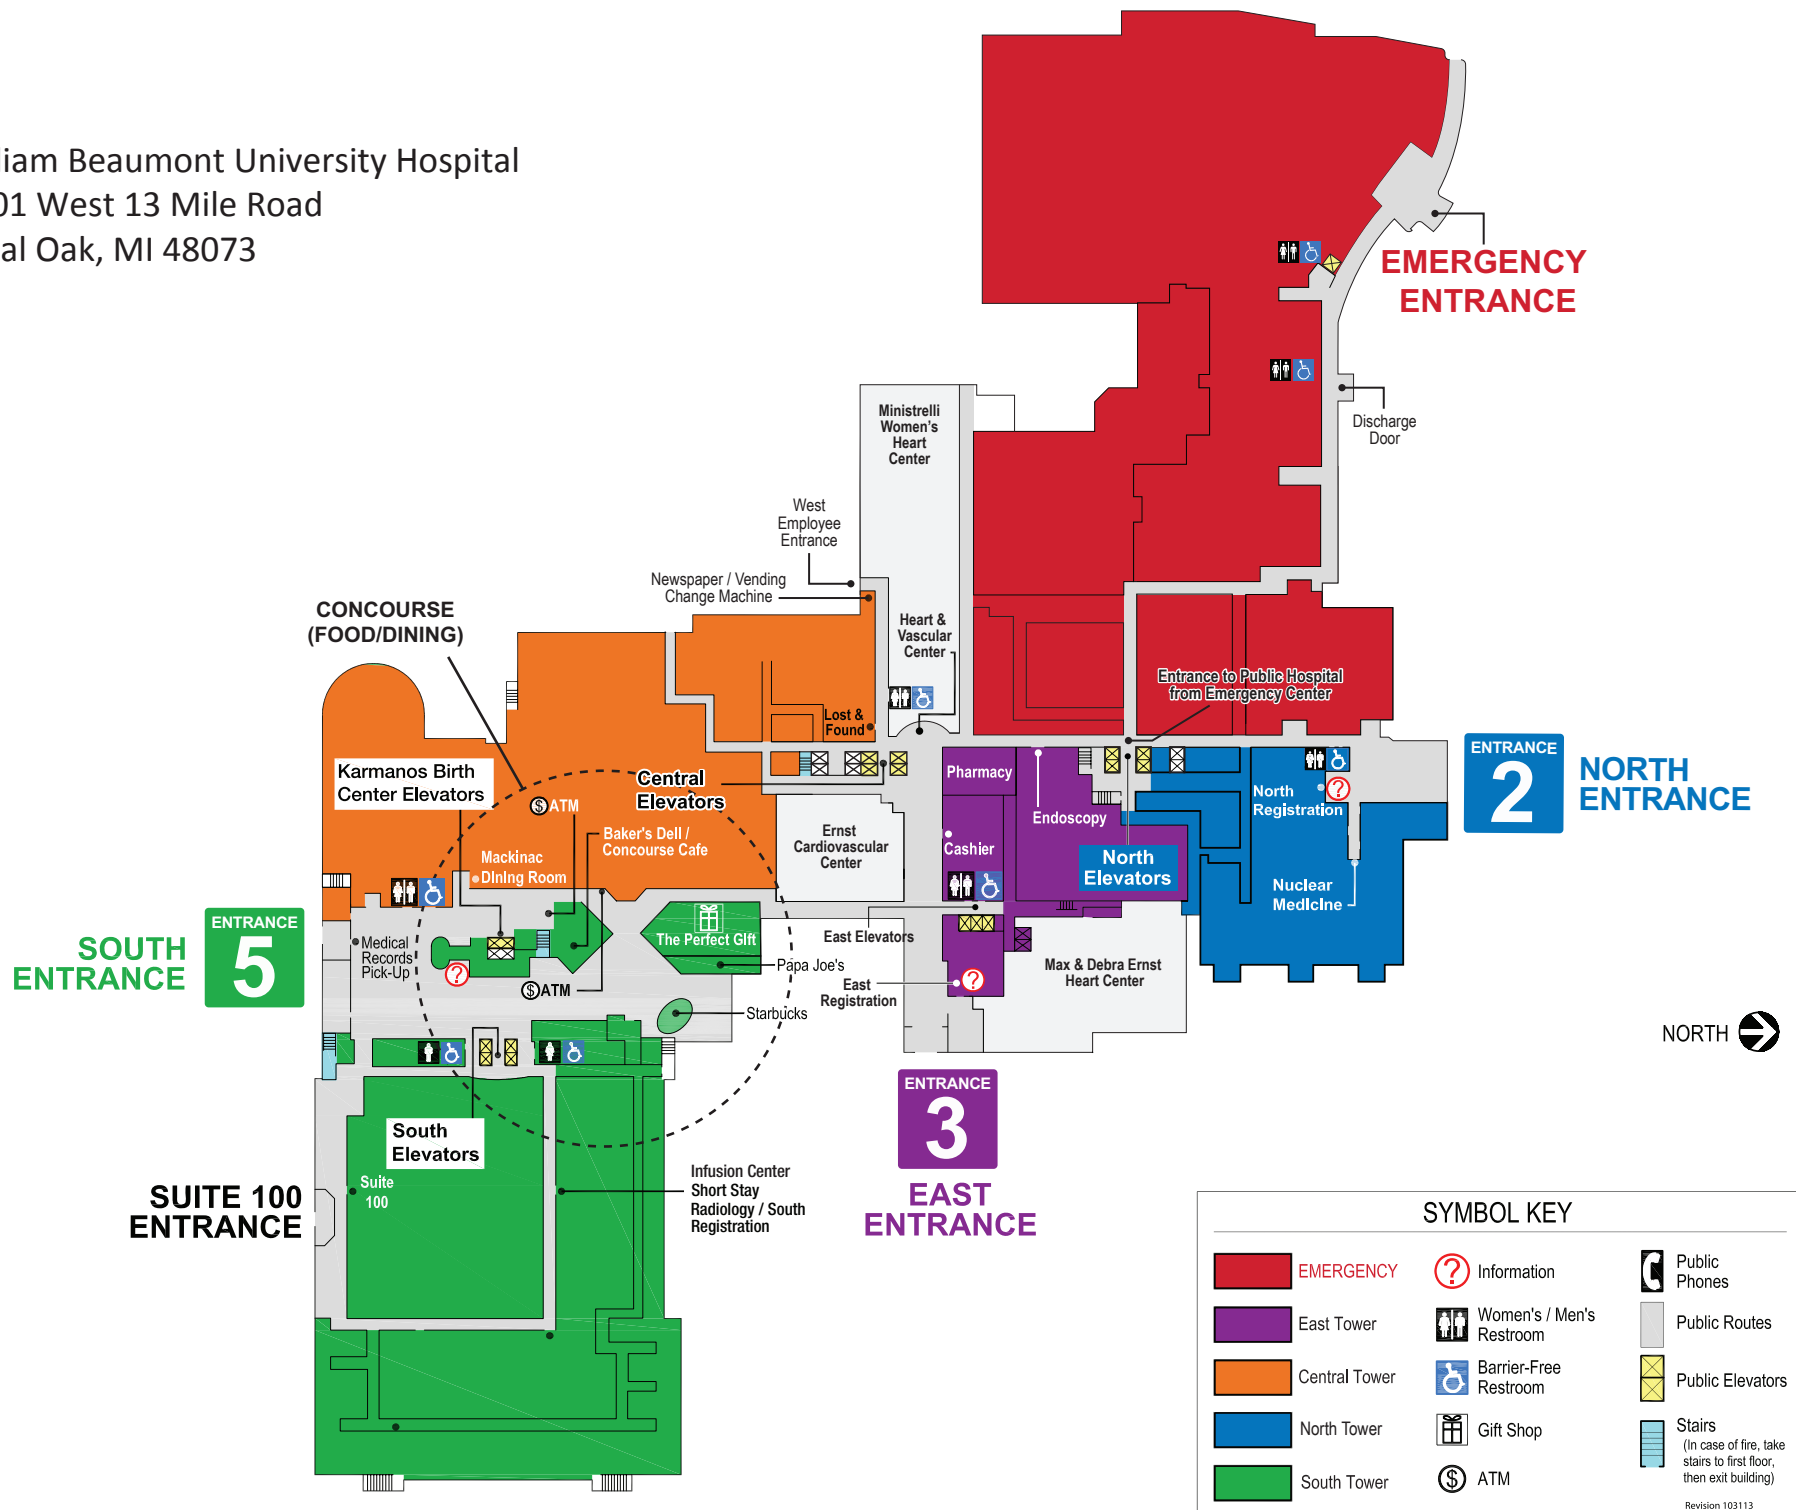 liam Beaumont University Hospital
01 West 13 Mile Road
al Oak, MI 48073
EMERGENCY
ENTRANCE
Discharge
Door
Ministrelli
Women's
Heart
Center
West
Employee
Entrance
Newspaper / Vending
Change Machine
CONCOURSE
(FOOD/DINING)
Heart &
Vascular
Center
Entrance to Public Hospital
from Emergency Center
Lost &
Found
Karmanos Birth
Center Elevators
Central
Elevators
$ ATM
Baker's Dell /
Concourse Cafe
Mackinac
Dining Room
Ernst
Cardiovascular
Center
Pharmacy
Cashier
Endoscopy
North
Elevators
North
Registration
?
Nuclear
Medicine
ENTRANCE
2
NORTH
ENTRANCE
SOUTH
ENTRANCE
ENTRANCE
5
Medical
Records
Pick-Up
?
$ ATM
The Perfect Gift
Papa Joe's
Starbucks
East Elevators
East
Registration
?
Max & Debra Ernst
Heart Center
NORTH
ENTRANCE
3
EAST
ENTRANCE
South
Elevators
Suite
100
SUITE 100
ENTRANCE
Infusion Center
Short Stay
Radiology / South
Registration
SYMBOL KEY
EMERGENCY
East Tower
Central Tower
North Tower
South Tower
? Information
Women's / Men's
Restroom
Barrier-Free
Restroom
Gift Shop
$ ATM
Public
Phones
Public Routes
Public Elevators
Stairs
(In case of fire, take
stairs to first floor,
then exit building)
Revision 103113